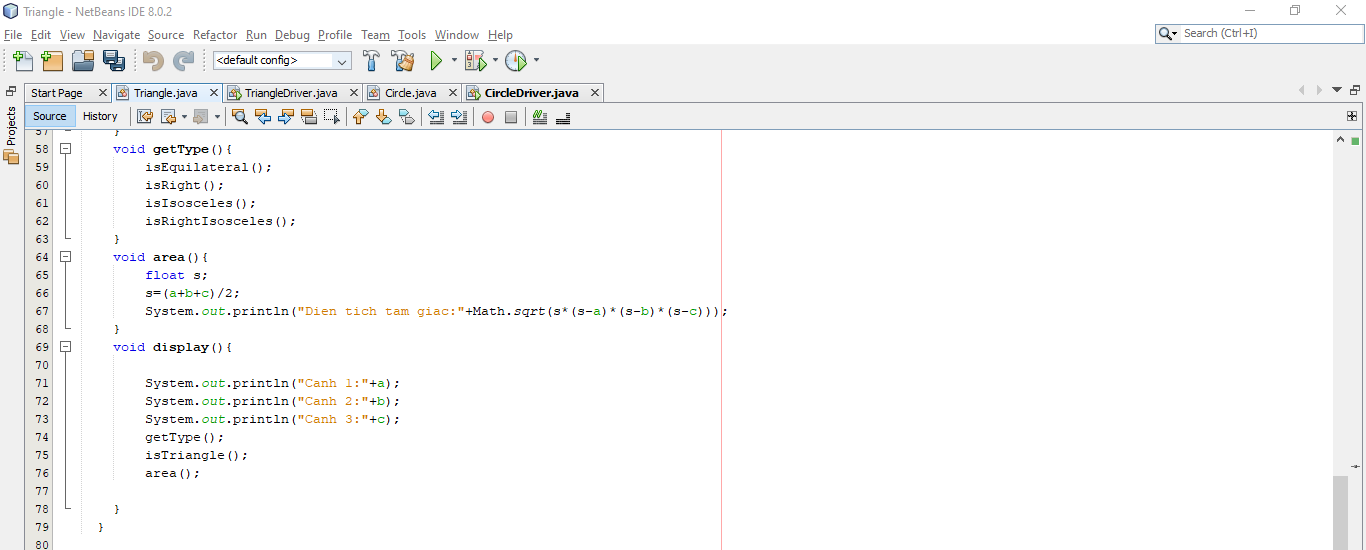 Triangle - NetBeans IDE 8.0.2
File Edit View Navigate Source Refactor Run Debug Profile Team Tools Window Help
Search (Ctrl+I)
<default config>
Start Page Triangle.java TriangleDriver.java Circle.java CircleDriver.java
Projects
Source History
57 }
58 void getType(){
59 isEquilateral();
60 isRight();
61 isIsosceles();
62 isRightIsosceles();
63 }
64 void area(){
65 float s;
66 s=(a+b+c)/2;
67 System.out.println("Dien tich tam giac:"+Math.sqrt(s*(s-a)*(s-b)*(s-c)));
68 }
69 void display(){
70
71 System.out.println("Canh 1:"+a);
72 System.out.println("Canh 2:"+b);
73 System.out.println("Canh 3:"+c);
74 getType();
75 isTriangle();
76 area();
77
78 }
79 }
80